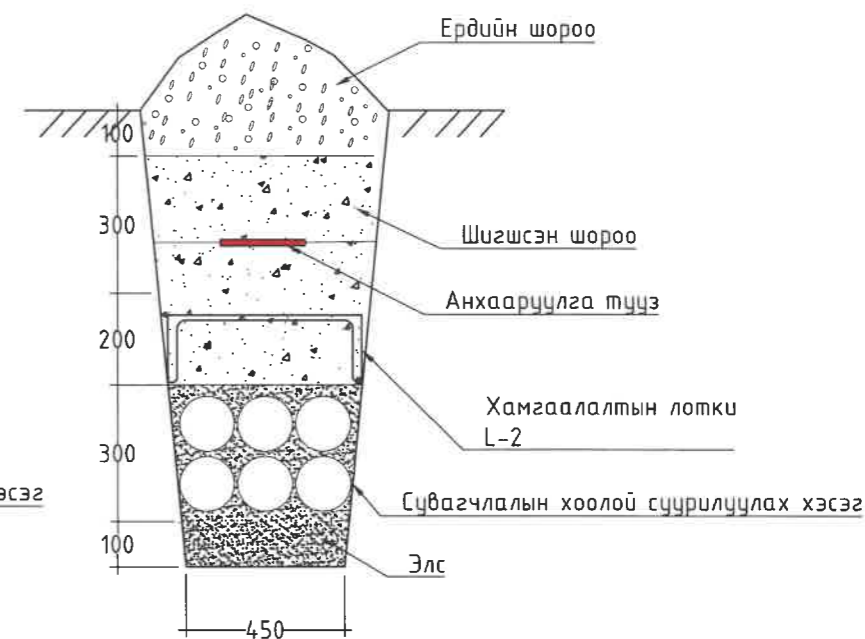 Ердийн шороо
100
300
Шигшсэн шороо
Анхааруулга тууз
200
Хамгаалалтын лотки
L-2
300
эсэг
Сувагчлалын хоолой суурилуулах хэсэг
100
Элс
450